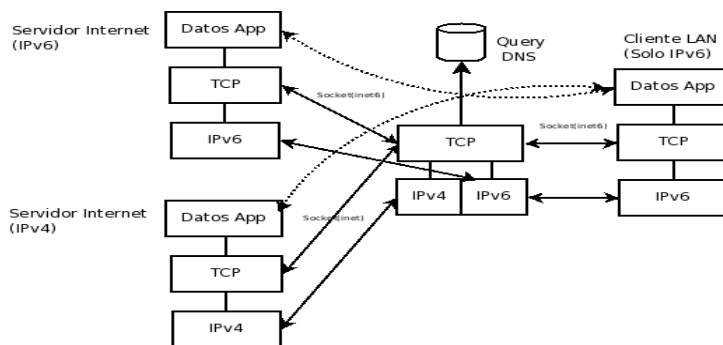 Servidor Internet
(IPv6)
Datos App
TCP
IPv6
Socket(inet6)
Query
DNS
Cliente LAN
(Solo IPv6)
Datos App
TCP
Socket(inet6)
TCP
IPv4
IPv6
IPv6
Servidor Internet
(IPv4)
Datos App
Socket(inet)
TCP
IPv4